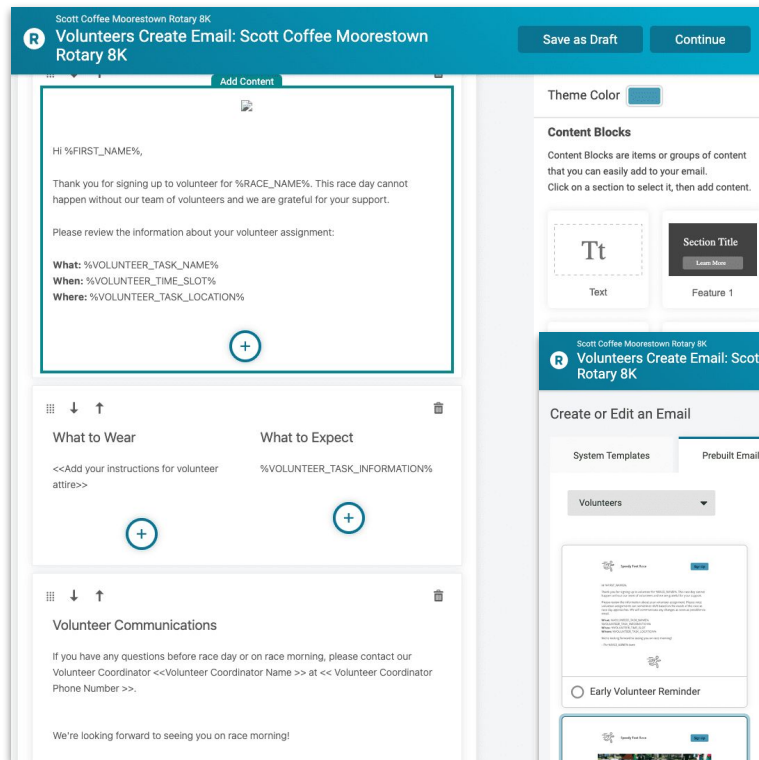 Scott Coffee Moorestown Rotary 8K
R
Volunteers Create Email: Scott Coffee Moorestown
Rotary 8K
Save as Draft
Continue
Add Content
Hi %FIRST_NAME%,
Thank you for signing up to volunteer for %RACE_NAME%. This race day cannot
happen without our team of volunteers and we are grateful for your support.
Please review the information about your volunteer assignment:
What: %VOLUNTEER_TASK_NAME%
When: %VOLUNTEER_TIME_SLOT%
Where: %VOLUNTEER_TASK_LOCATION%
What to Wear
<<Add your instructions for volunteer
attire>>
What to Expect
%VOLUNTEER_TASK_INFORMATION%
Volunteer Communications
If you have any questions before race day or on race morning, please contact our
Volunteer Coordinator <<Volunteer Coordinator Name >> at << Volunteer Coordinator
Phone Number >>.
We're looking forward to seeing you on race morning!
Theme Color
Content Blocks
Content Blocks are items or groups of content
that you can easily add to your email.
Click on a section to select it, then add content.
Tt
Text
Section Title
Learn More
Feature 1
Scott Coffee Moorestown Rotary 8K
R
Volunteers Create Email: Scot
Rotary 8K
Create or Edit an Email
System Templates
Prebuilt Email
Volunteers
Early Volunteer Reminder